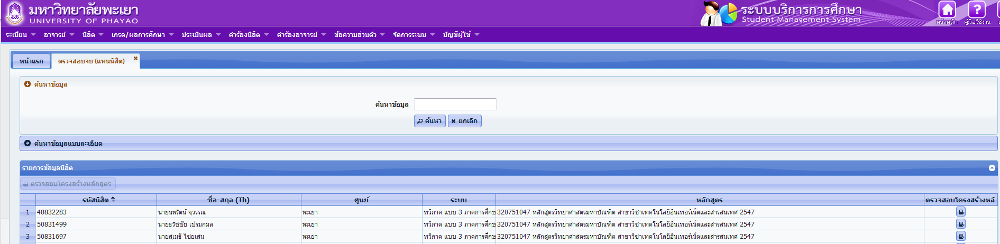 มหาวิทยาลัยพะเยา
UNIVERSITY OF PHAYAO
ระบบบริการการศึกษา
Student Management System
หน้าหลัก คู่มือใช้งาน
ระเบียน อาจารย์ นิสิต เกรด/ผลการศึกษา ประเมินผล คำร้องนิสิต คำร้องอาจารย์ ข้อความส่วนตัว จัดการระบบ บัญชีผู้ใช้
หน้าแรก ตรวจสอบจบ (แทนนิสิต)
ค้นหาข้อมูล
ค้นหาข้อมูล
ค้นหา ยกเลิก
ค้นหาข้อมูลแบบละเอียด
รายการข้อมูลนิสิต
ตรวจสอบโครงสร้างหลักสูตร
รหัสนิสิต ชื่อ-สกุล (Th) ศูนย์ ระบบ หลักสูตร ตรวจสอบโครงสร้างหลั
1 48832283 นายนพรัตน์ จุวรรณ พะเยา ทวิภาค แบบ 3 ภาคการศึกษ 320751047 หลักสูตรวิทยาศาสตรมหาบัณฑิต สาขาวิชาเทคโนโลยีอินเทอร์เน็ตและสารสนเทศ 2547
2 50831499 นายธวัชชัย เปรมกมล พะเยา ทวิภาค แบบ 3 ภาคการศึกษ 320751047 หลักสูตรวิทยาศาสตรมหาบัณฑิต สาขาวิชาเทคโนโลยีอินเทอร์เน็ตและสารสนเทศ 2547
3 50831697 นายสุเมธี ไชยเสน พะเยา ทวิภาค แบบ 3 ภาคการศึกษ 320751047 หลักสูตรวิทยาศาสตรมหาบัณฑิต สาขาวิชาเทคโนโลยีอินเทอร์เน็ตและสารสนเทศ 2547